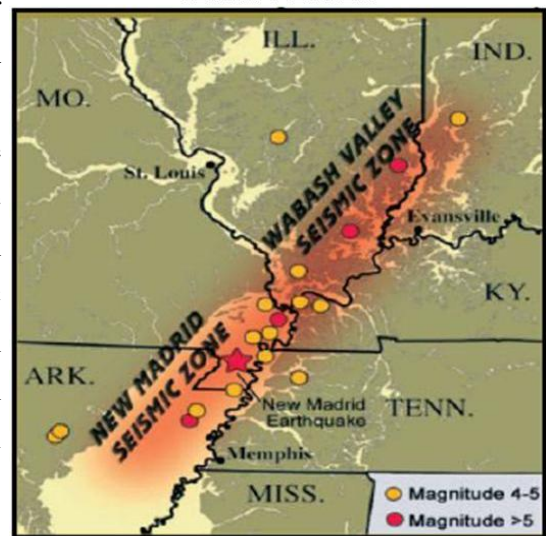 ILL.
IND.
MO.
WABASH VALLEY
SEISMIC ZONE
St. Louis
Evansville
KY.
NEW MADRID
SEISMIC ZONE
ARK.
New Madrid
Earthquake
TENN.
Memphis
MISS.
Magnitude 4-5
Magnitude >5